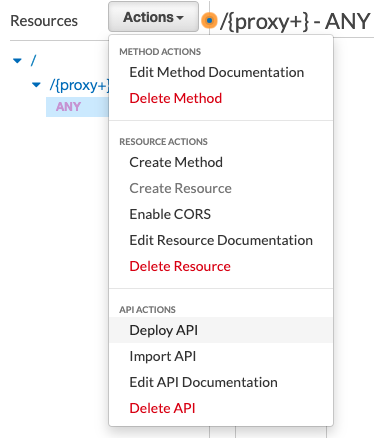 Resources
Actions
/{proxy+} - ANY
/
/{proxy+}
ANY
METHOD ACTIONS
Edit Method Documentation
Delete Method
RESOURCE ACTIONS
Create Method
Create Resource
Enable CORS
Edit Resource Documentation
Delete Resource
API ACTIONS
Deploy API
Import API
Edit API Documentation
Delete API